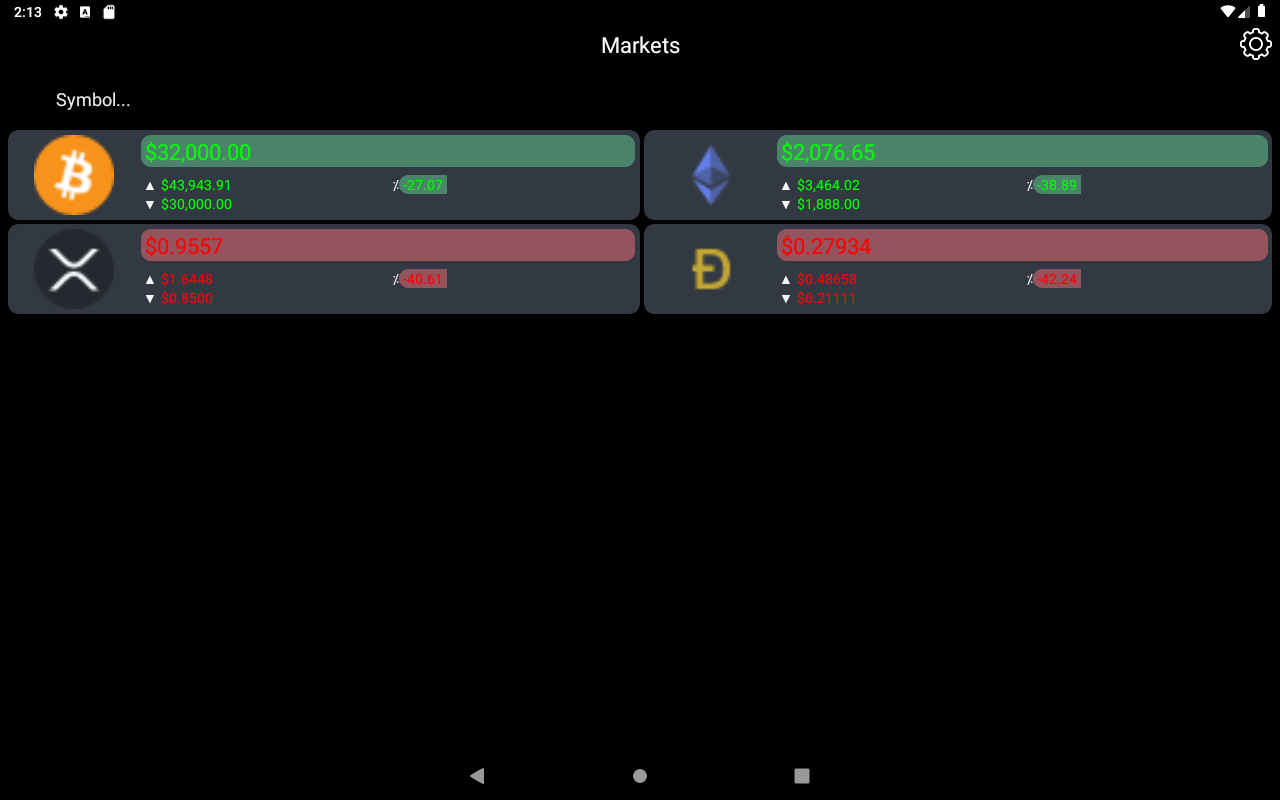 2:13
Markets
Symbol...
$32,000.00
▲ $43,943.91 ⁒ -27.07
▼ $30,000.00
$2,076.65
▲ $3,464.02 ⁒ -38.89
▼ $1,888.00
$0.9557
▲ $1.6448 ⁒ -40.61
▼ $0.8500
$0.27934
▲ $0.48658 ⁒ -42.24
▼ $0.21111